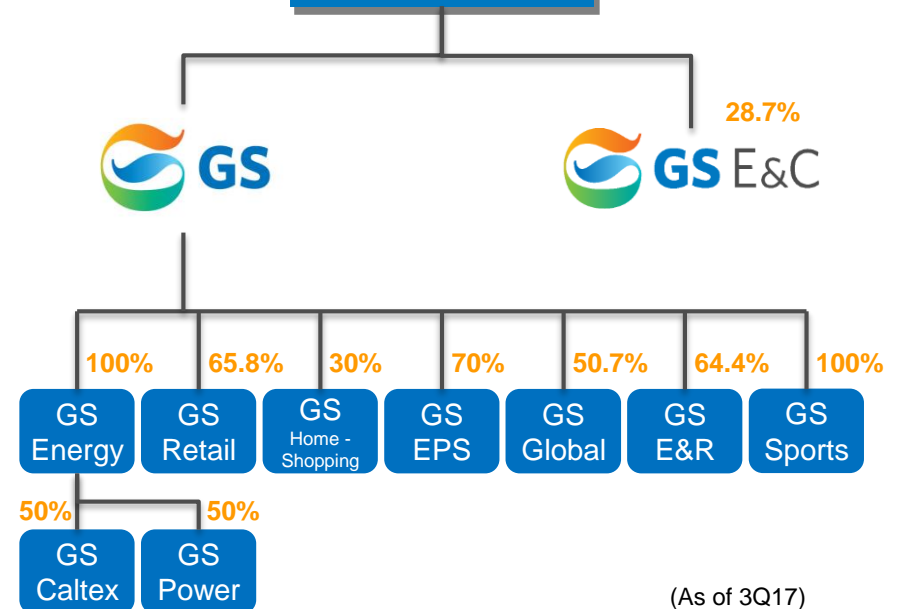 28.7%
GS
GS E&C
100%
65.8%
30%
70%
50.7%
64.4%
100%
GS
Energy
GS
Retail
GS
Home -
Shopping
GS
EPS
GS
Global
GS
E&R
GS
Sports
50%
50%
GS
Caltex
GS
Power
(As of 3Q17)